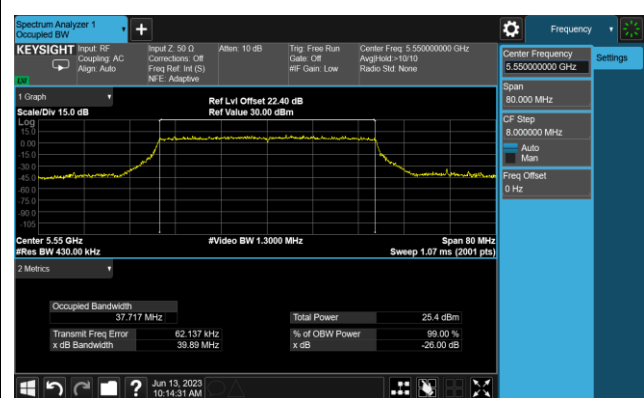 Spectrum Analyzer 1
Occupied BW
+
Frequency
KEYSIGHT
Input: RF
Coupling: AC
Align: Auto
Input Z: 50 Ω
Corrections: Off
Freq Ref: Int (S)
NFE: Adaptive
Atten: 10 dB
Trig: Free Run
Gate: Off
#IF Gain: Low
Center Freq: 5.550000000 GHz
Avg|Hold:>10/10
Radio Std: None
Center Frequency
5.550000000 GHz
Settings
Span
80.000 MHz
CF Step
8.000000 MHz
Auto
Man
Freq Offset
0 Hz
1 Graph
Scale/Div 15.0 dB
Ref Lvl Offset 22.40 dB
Ref Value 30.00 dBm
Log
15.0
0.00
-15.0
-30.0
-45.0
-60.0
-75.0
-90.0
-105
Center 5.55 GHz
#Video BW 1.3000 MHz
Span 80 MHz
#Res BW 430.00 kHz
Sweep 1.07 ms (2001 pts)
2 Metrics
Occupied Bandwidth
37.717 MHz
Total Power 25.4 dBm
Transmit Freq Error 62.137 kHz
% of OBW Power 99.00 %
x dB Bandwidth 39.89 MHz
x dB -26.00 dB
?
Jun 13, 2023
10:14:31 AM